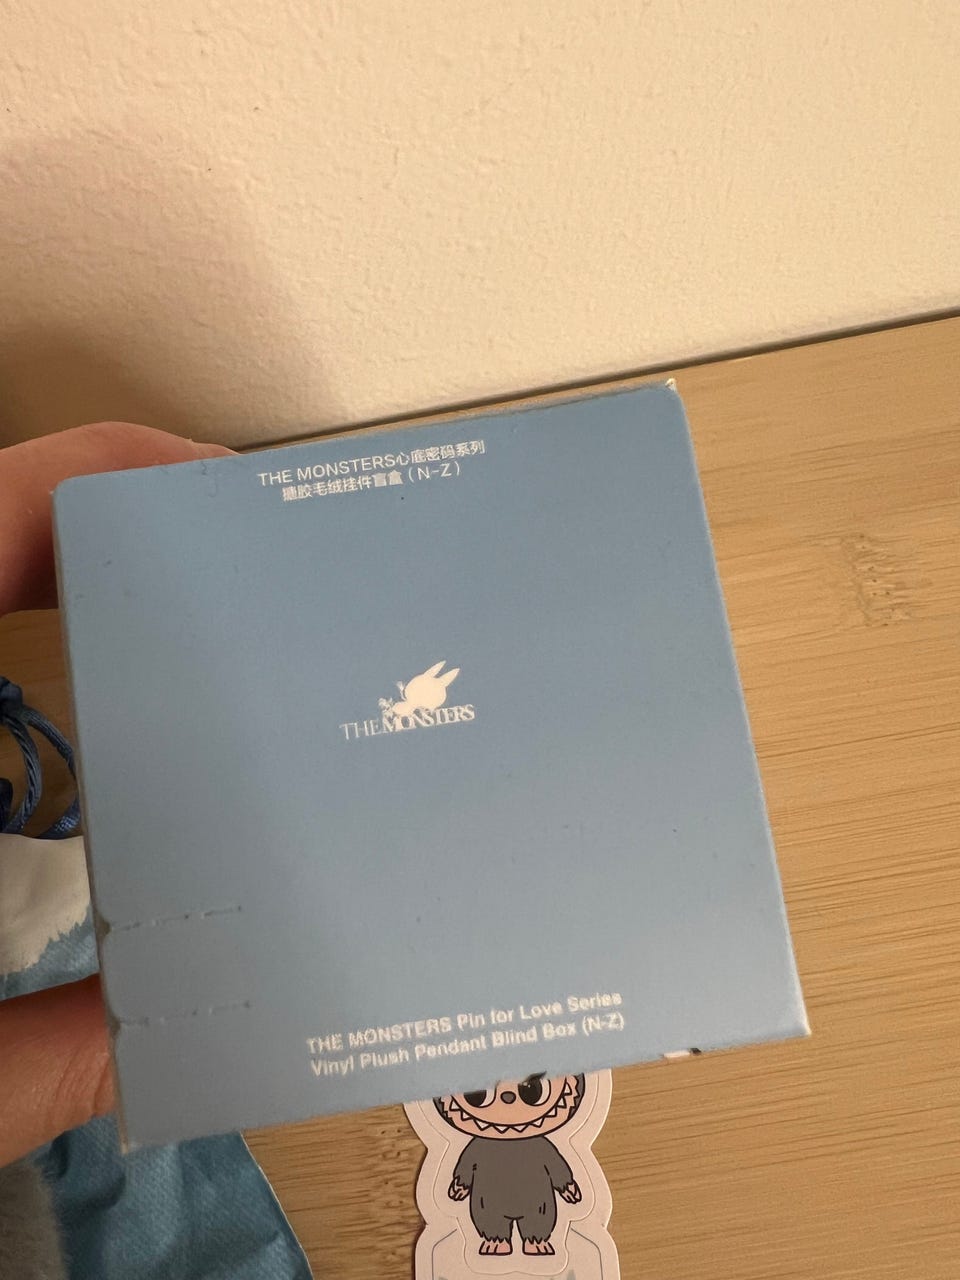 THE MONSTERS心底密码系列
搪胶毛绒挂件盲盒（N-Z）
THE MONSTERS
THE MONSTERS Pin for Love Series
Vinyl Plush Pendant Blind Box (N-Z)